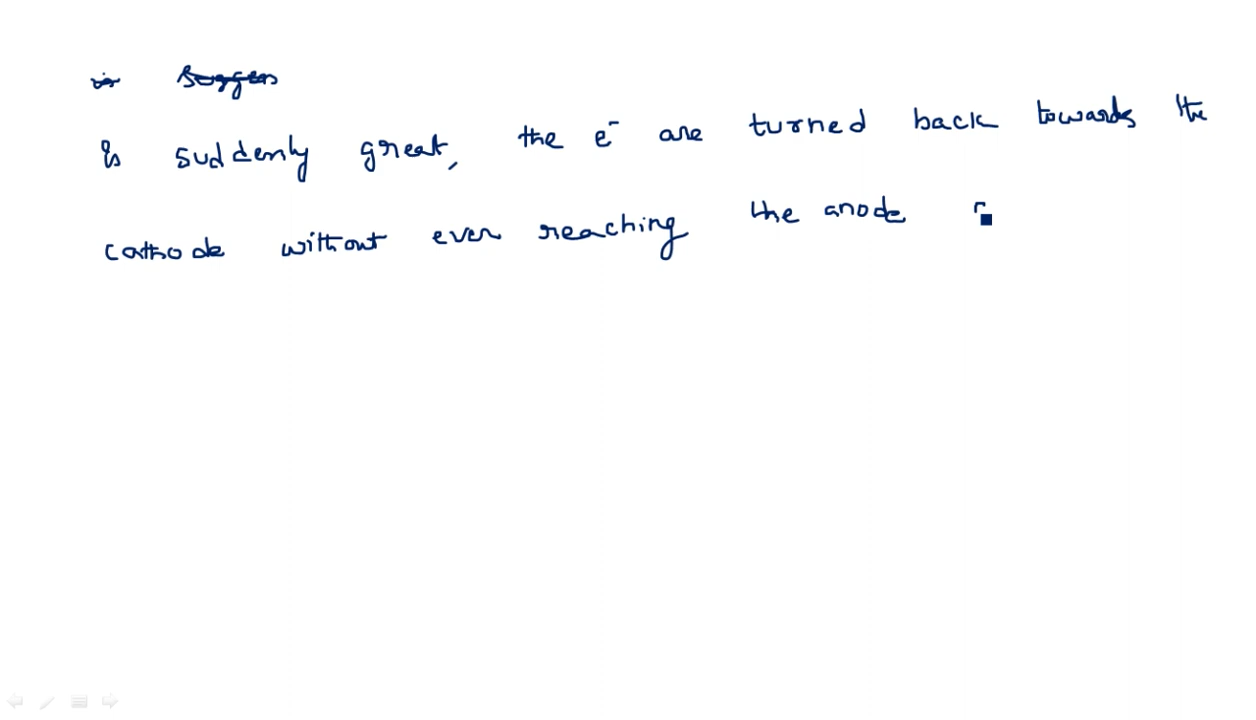 is suddenly great, the e⁻ are turned back towards the
cathode without ever reaching the anode